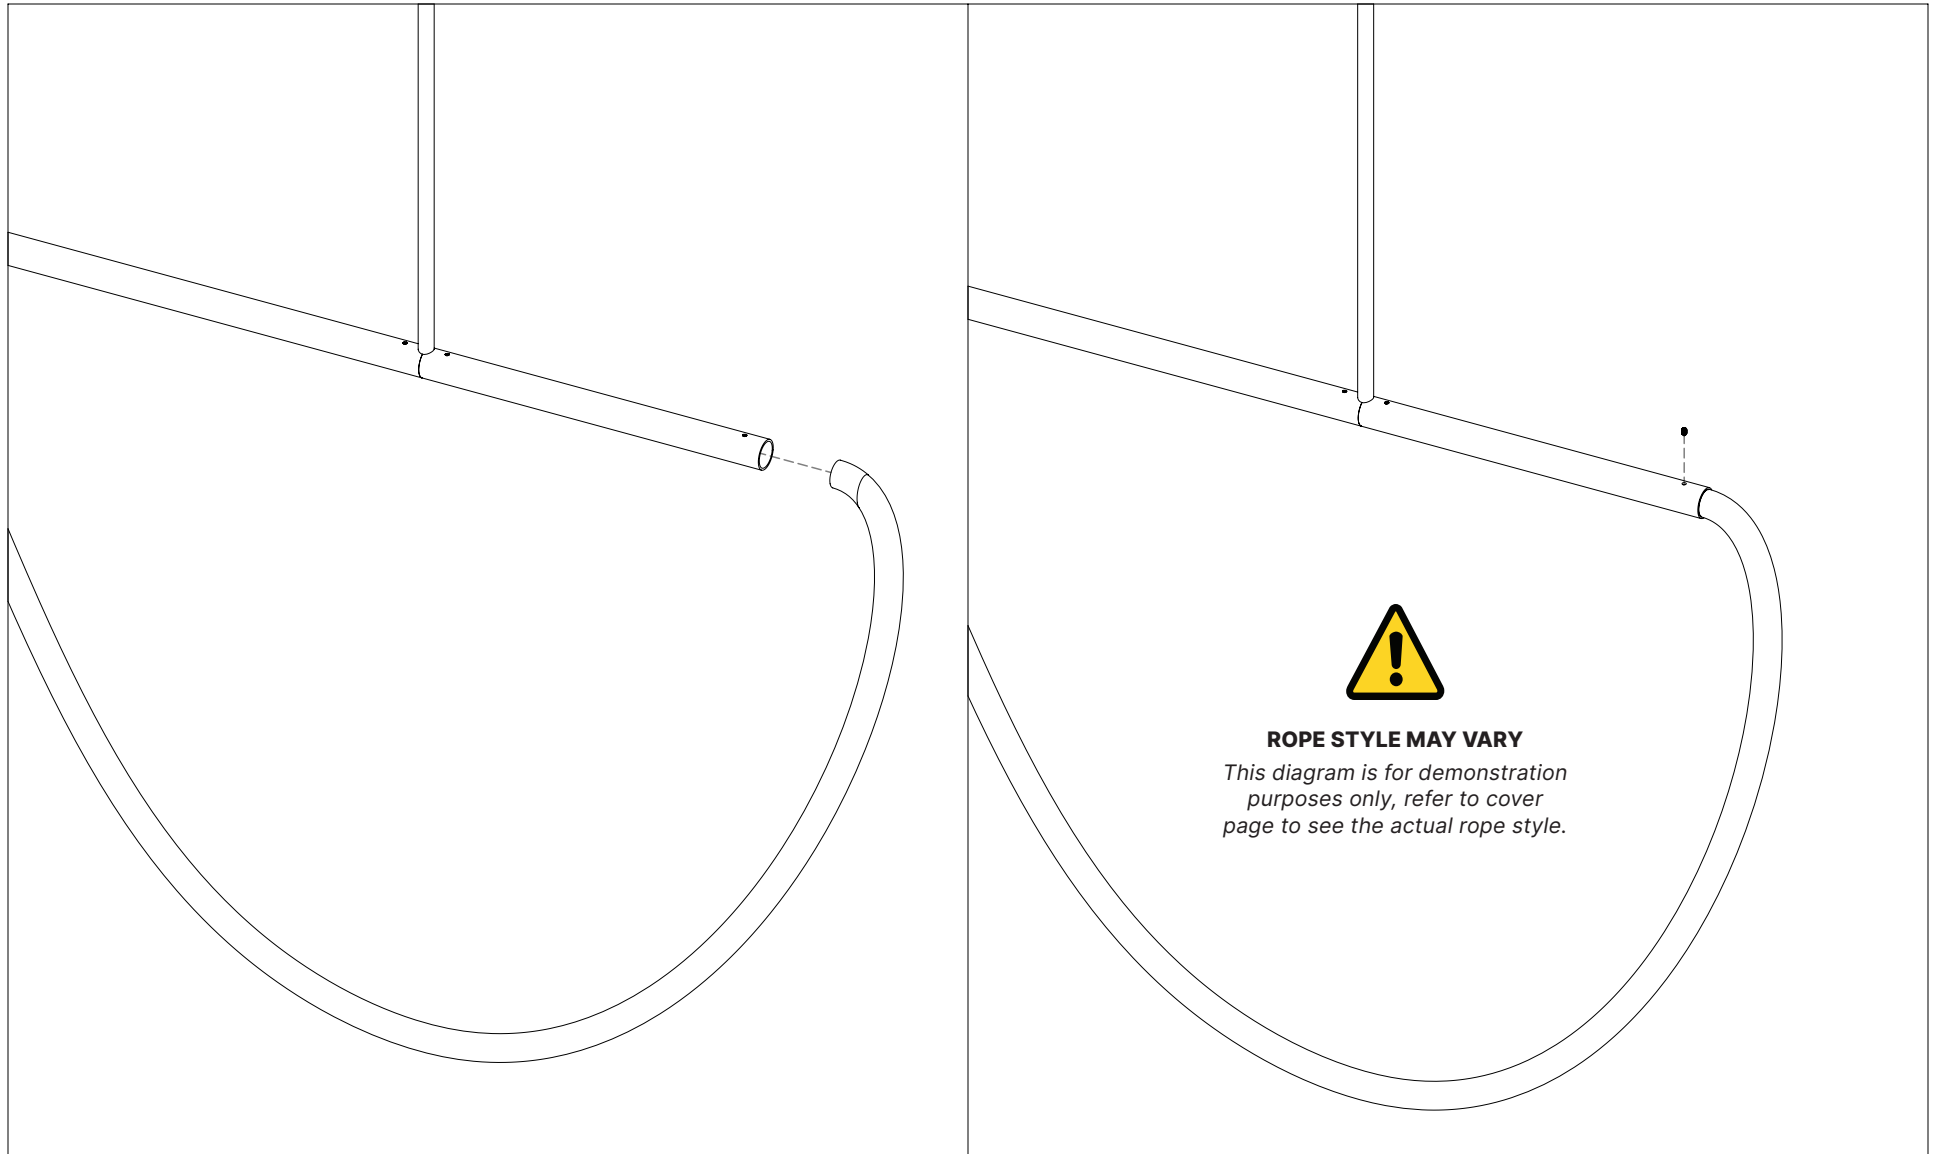 ROPE STYLE MAY VARY
This diagram is for demonstration
purposes only, refer to cover
page to see the actual rope style.